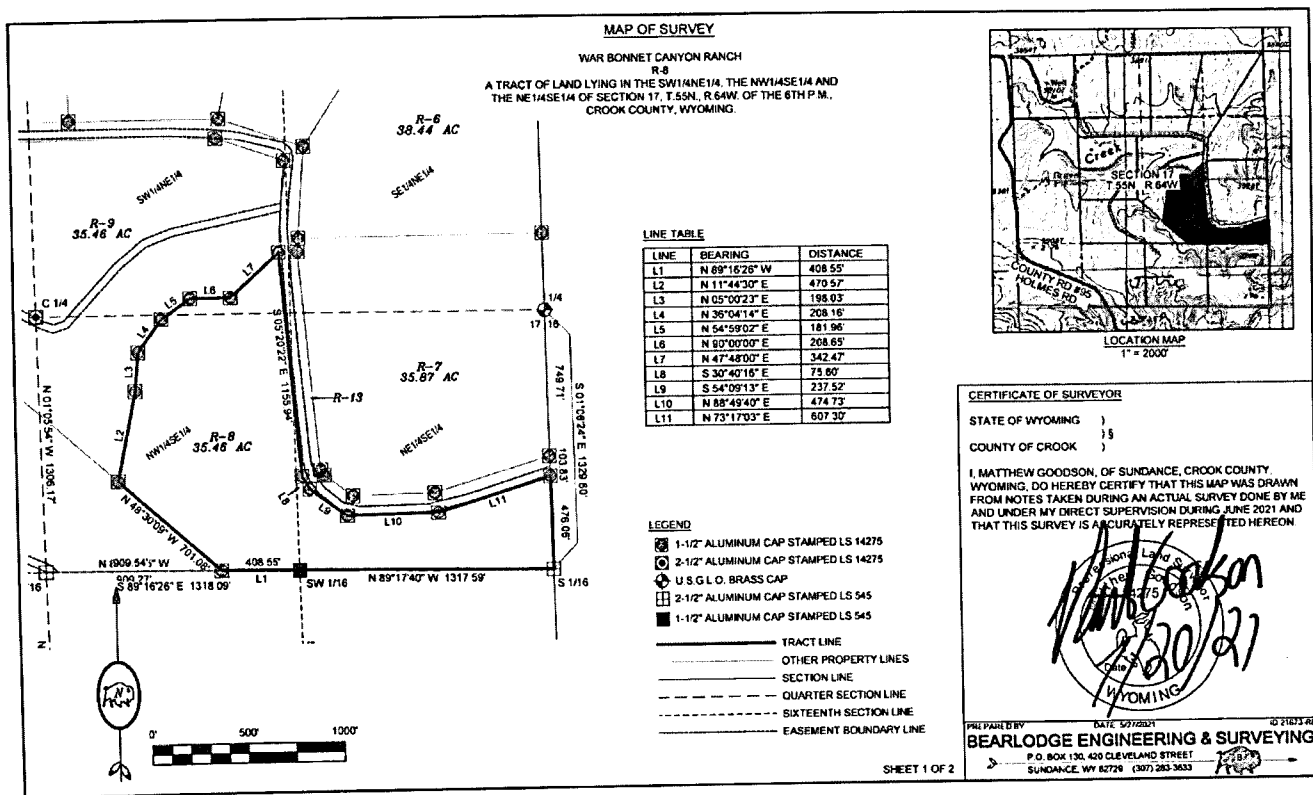 MAP OF SURVEY
WAR BONNET CANYON RANCH
R-8
A TRACT OF LAND LYING IN THE SW1/4NE1/4, THE NW1/4SE1/4 AND
THE NE1/4SE1/4 OF SECTION 17, T.55N., R.64W. OF THE 6TH P.M.,
CROOK COUNTY, WYOMING.
R-6
38.44 AC
SW1/4NE1/4
SE1/4NE1/4
R-9
35.46 AC
C 1/4
L7
L6
L5
L4
L3
L2
1/4
17 16
S 05°20'22" E 1155.94'
R-7
35.87 AC
R-13
749.71'
S 01°06'24" E 1329.60'
N 01°05'54" W 1306.17'
NW1/4SE1/4
R-8
35.46 AC
NE1/4SE1/4
103.83'
L8
L9
L10
L11
476.06'
N 48°30'09" W 701.08'
909.54'
408.55'
909.27'
S 89°16'26" E 1318.09'
L1
SW 1/16
N 89°17'40" W 1317.59'
S 1/16
16
N
N
0' 500' 1000'
LINE TABLE
LINE BEARING DISTANCE
L1 N 89°16'26" W 408.55'
L2 N 11°44'30" E 470.57'
L3 N 05°00'23" E 198.03'
L4 N 36°04'14" E 208.16'
L5 N 54°59'02" E 181.96'
L6 N 90°00'00" E 208.65'
L7 N 47°48'00" E 342.47'
L8 S 30°40'16" E 75.60'
L9 S 54°09'13" E 237.52'
L10 N 88°49'40" E 474.73'
L11 N 73°17'03" E 607.30'
LEGEND
1-1/2" ALUMINUM CAP STAMPED LS 14275
2-1/2" ALUMINUM CAP STAMPED LS 14275
U.S.G.L.O. BRASS CAP
2-1/2" ALUMINUM CAP STAMPED LS 545
1-1/2" ALUMINUM CAP STAMPED LS 545
TRACT LINE
OTHER PROPERTY LINES
SECTION LINE
QUARTER SECTION LINE
SIXTEENTH SECTION LINE
EASEMENT BOUNDARY LINE
SHEET 1 OF 2
Creek
SECTION 17
T.55N R.64W
COUNTY RD #95
HOLMES RD
LOCATION MAP
1" = 2000'
CERTIFICATE OF SURVEYOR
STATE OF WYOMING )
) §
COUNTY OF CROOK )
I, MATTHEW GOODSON, OF SUNDANCE, CROOK COUNTY,
WYOMING, DO HEREBY CERTIFY THAT THIS MAP WAS DRAWN
FROM NOTES TAKEN DURING AN ACTUAL SURVEY DONE BY ME
AND UNDER MY DIRECT SUPERVISION DURING JUNE 2021 AND
THAT THIS SURVEY IS ACCURATELY REPRESENTED HEREON.
Professional Land Surveyor
Date
WYOMING
PREPARED BY DATE 5/27/2021
BEARLODGE ENGINEERING & SURVEYING
P.O. BOX 130, 420 CLEVELAND STREET
SUNDANCE, WY 82729 (307) 283-3633